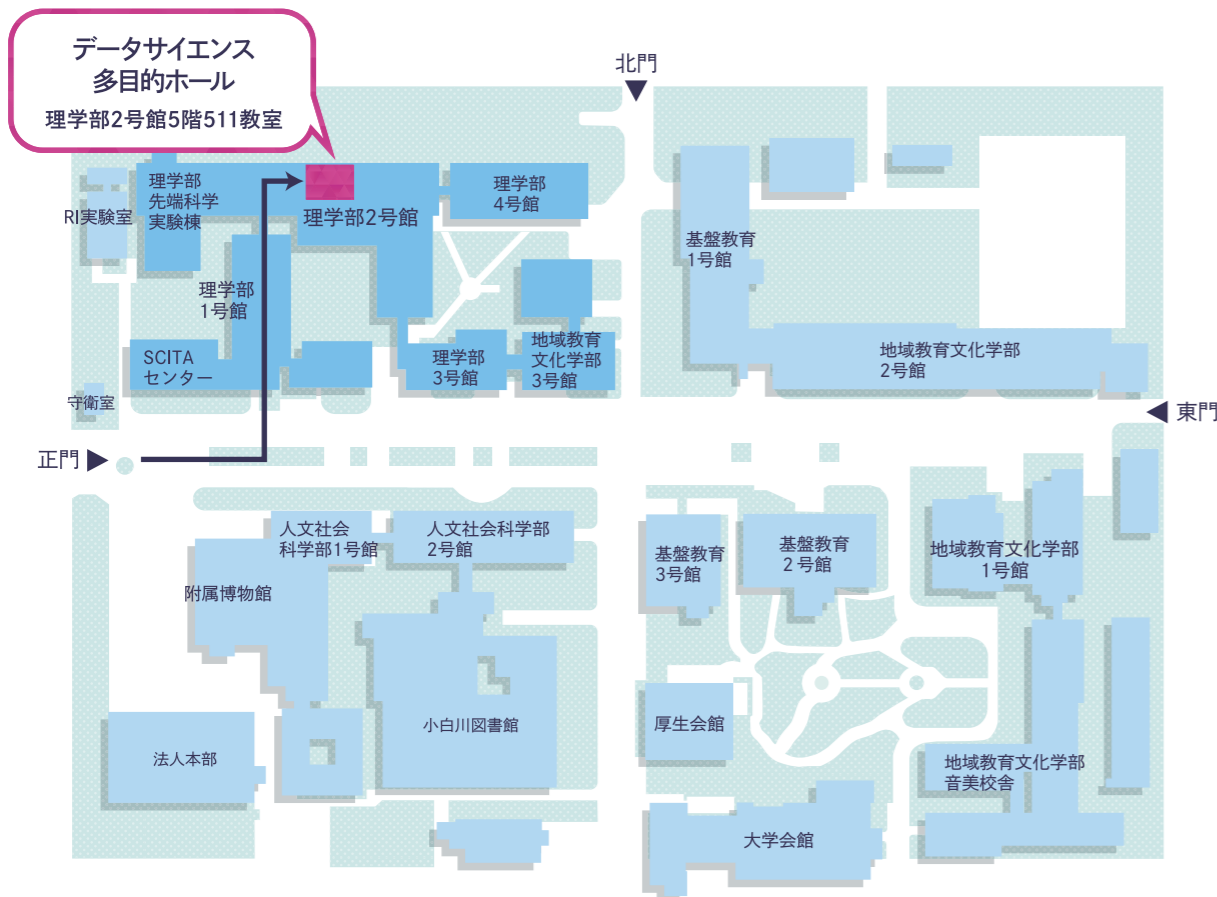 データサイエンス
多目的ホール
理学部2号館5階511教室
北門
理学部
先端科学
実験棟
理学部
4号館
RI実験室
理学部2号館
基盤教育
1号館
理学部
1号館
地域教育
文化学部
3号館
理学部
3号館
地域教育文化学部
2号館
SCITA
センター
守衛室
東門
正門
人文社会
科学部1号館
人文社会科学部
2号館
基盤教育
3号館
基盤教育
2号館
地域教育文化学部
1号館
附属博物館
小白川図書館
厚生会館
法人本部
地域教育文化学部
音美校舎
大学会館